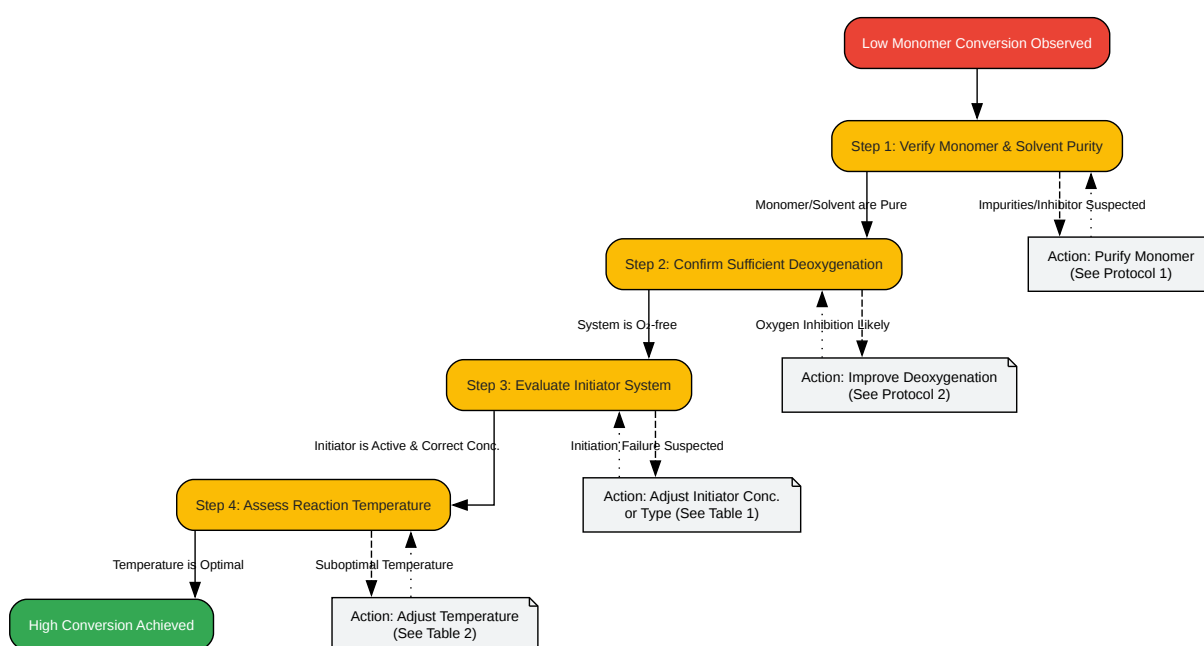 Low Monomer Conversion Observed
Step 1: Verify Monomer & Solvent Purity
Monomer/Solvent are Pure
Impurities/Inhibitor Suspected
Step 2: Confirm Sufficient Deoxygenation
Action: Purify Monomer
(See Protocol 1)
System is O₂-free
Oxygen Inhibition Likely
Step 3: Evaluate Initiator System
Action: Improve Deoxygenation
(See Protocol 2)
Initiator is Active & Correct Conc.
Initiation Failure Suspected
Step 4: Assess Reaction Temperature
Action: Adjust Initiator Conc.
or Type (See Table 1)
Temperature is Optimal
Suboptimal Temperature
High Conversion Achieved
Action: Adjust Temperature
(See Table 2)